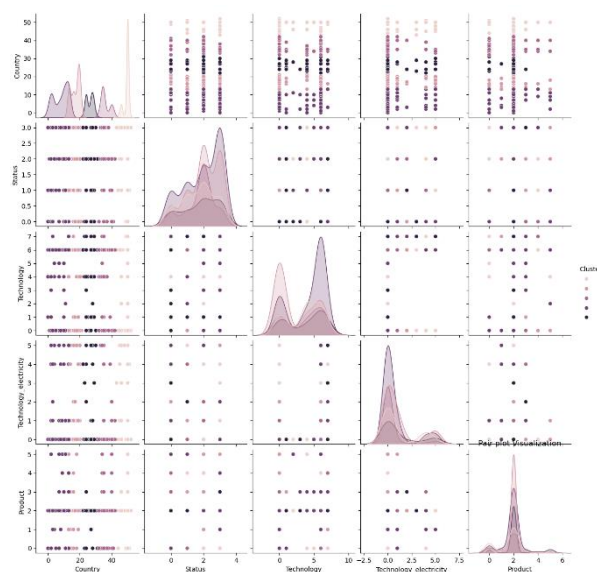 Country
50
40
30
20
10
0
Status
3.0
2.5
2.0
1.5
1.0
0.5
0.0
Technology
7
6
5
4
3
2
1
0
Technology_electricity
5
4
3
2
1
0
Product
5
4
3
2
1
0
Cluste
Pair plot Visualization
0 20 40
0 2 4
0 5 10
−2.5 0.0 2.5 5.0 7.5
0 2 4 6
Country
Status
Technology
Technology_electricity
Product